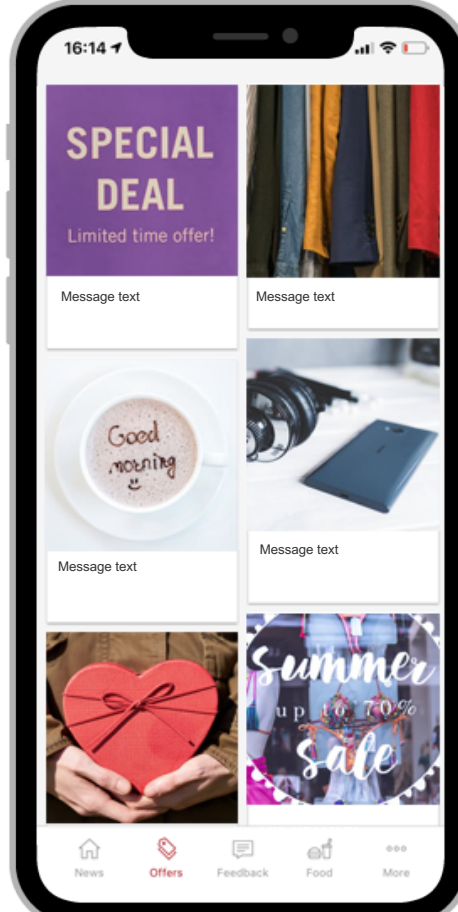 16:14
SPECIAL
DEAL
Limited time offer!
Message text
Message text
Good
morning
Message text
Message text
summer
up to 70%
sale
News
Offers
Feedback
Food
More